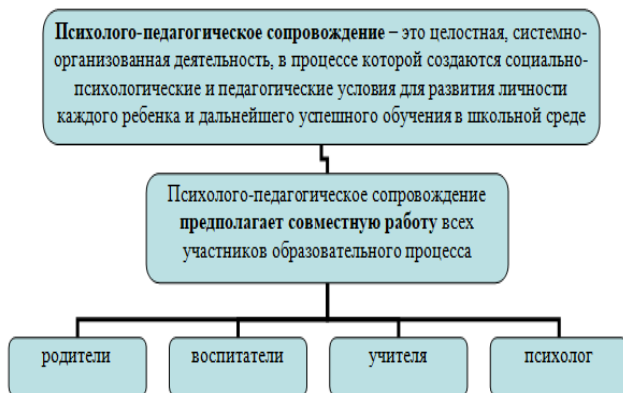 Психолого-педагогическое сопровождение – это целостная, системно-
организованная деятельность, в процессе которой создаются социально-
психологические и педагогические условия для развития личности
каждого ребенка и дальнейшего успешного обучения в школьной среде
Психолого-педагогическое сопровождение
предполагает совместную работу всех
участников образовательного процесса
родители
воспитатели
учителя
психолог